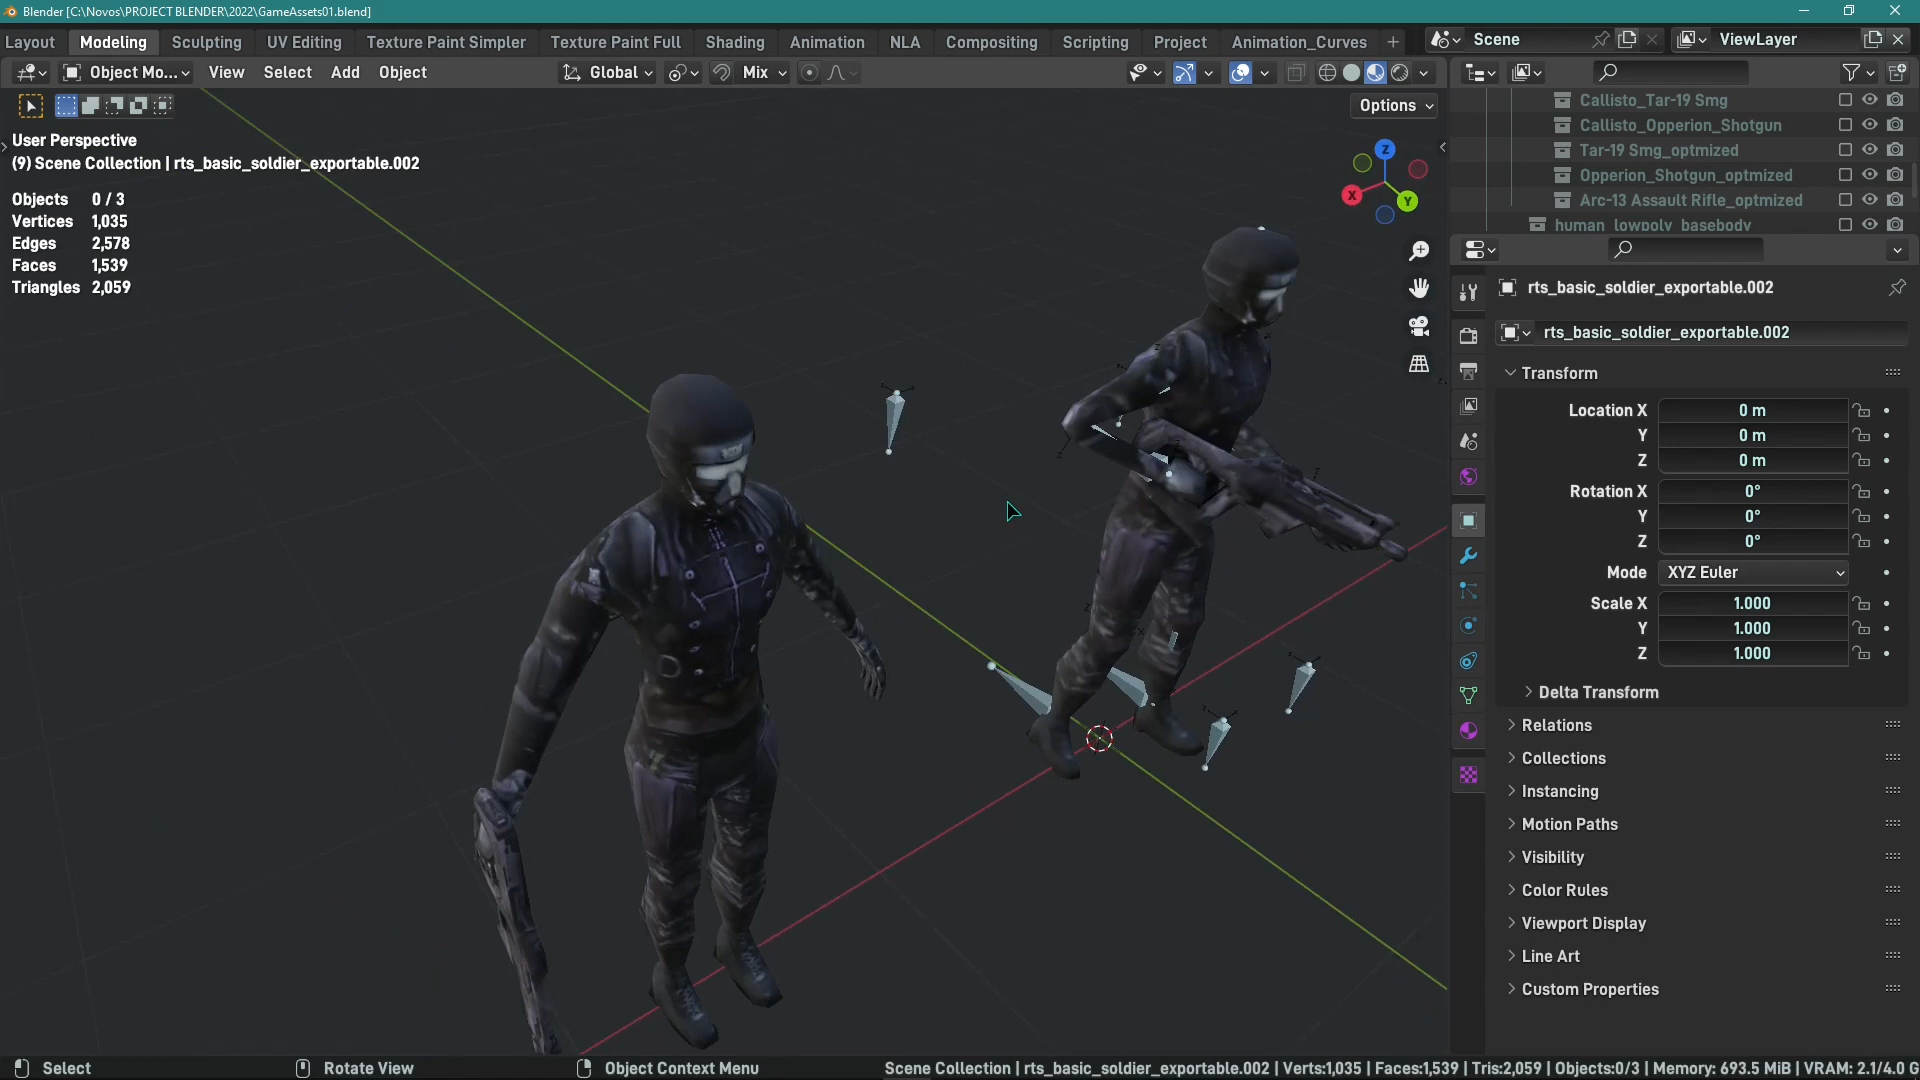 Blender [C:\Novos\PROJECT BLENDER\2022\GameAssets01.blend]
Layout Modeling Sculpting UV Editing Texture Paint Simpler Texture Paint Full Shading Animation NLA Compositing Scripting Project Animation_Curves + Scene ViewLayer
Object Mo... View Select Add Object Global Mix
Options
User Perspective
(9) Scene Collection | rts_basic_soldier_exportable.002
Objects 0 / 3
Vertices 1,035
Edges 2,578
Faces 1,539
Triangles 2,059
Z
X
Y
Callisto_Tar-19 Smg
Callisto_Opperion_Shotgun
Tar-19 Smg_optmized
Opperion_Shotgun_optmized
Arc-13 Assault Rifle_optmized
human_lowpoly_basebody
rts_basic_soldier_exportable.002
rts_basic_soldier_exportable.002
Transform
Location X 0 m
Y 0 m
Z 0 m
Rotation X 0°
Y 0°
Z 0°
Mode XYZ Euler
Scale X 1.000
Y 1.000
Z 1.000
Delta Transform
Relations
Collections
Instancing
Motion Paths
Visibility
Color Rules
Viewport Display
Line Art
Custom Properties
Select Rotate View Object Context Menu Scene Collection | rts_basic_soldier_exportable.002 | Verts:1,035 | Faces:1,539 | Tris:2,059 | Objects:0/3 | Memory: 693.5 MiB | VRAM: 2.1/4.0 G